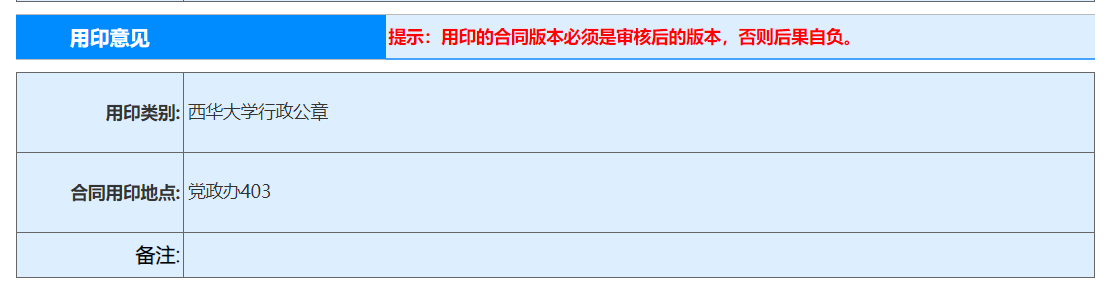 用印意见
提示：用印的合同版本必须是审核后的版本，否则后果自负。
用印类别: 西华大学行政公章
合同用印地点: 党政办403
备注: